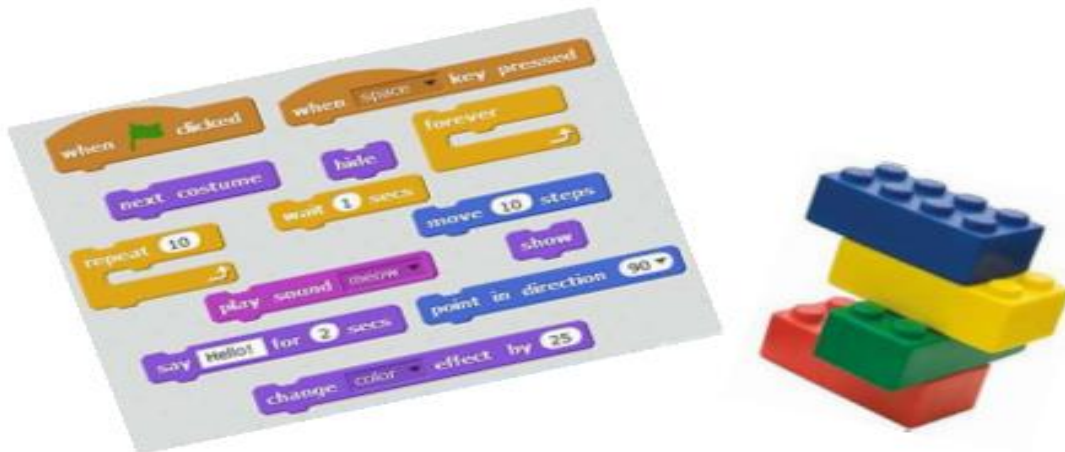 when clicked
when space key pressed
forever
next costume
hide
wait 1 secs
move 10 steps
repeat 10
show
play sound meow
point in direction 90
say Hello! for 2 secs
change color effect by 25